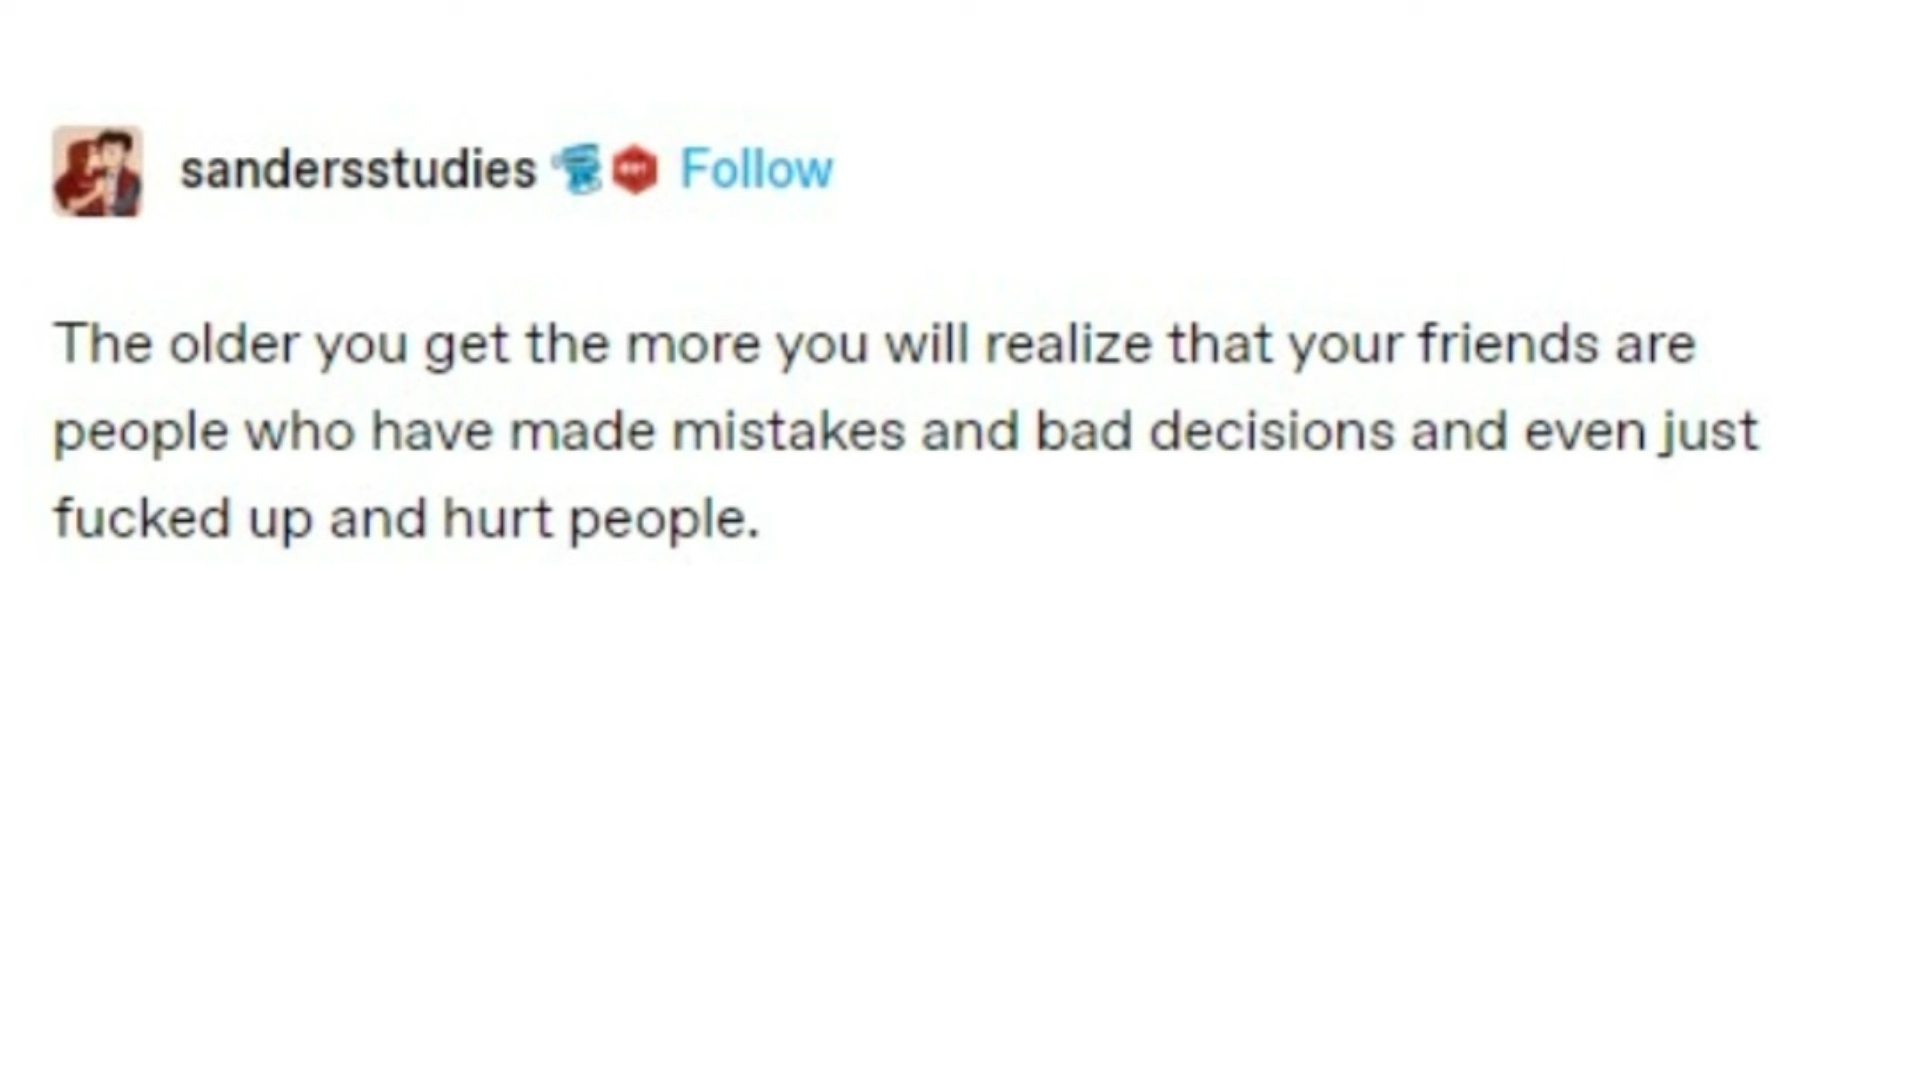 sandersstudies Follow
The older you get the more you will realize that your friends are
people who have made mistakes and bad decisions and even just
fucked up and hurt people.